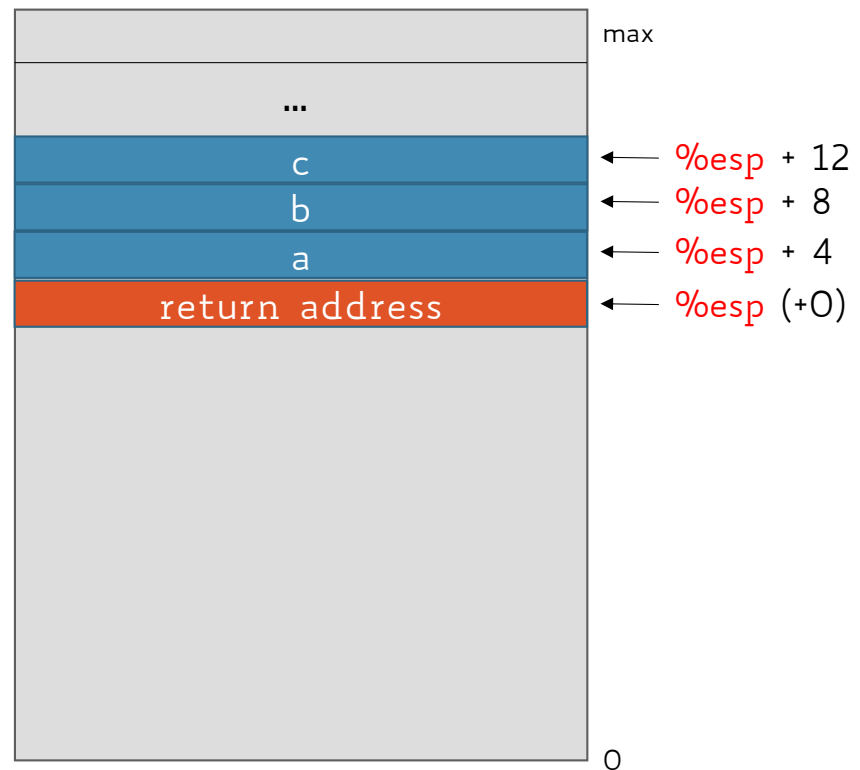 max
...
c %esp + 12
b %esp + 8
a %esp + 4
return address %esp (+0)
0